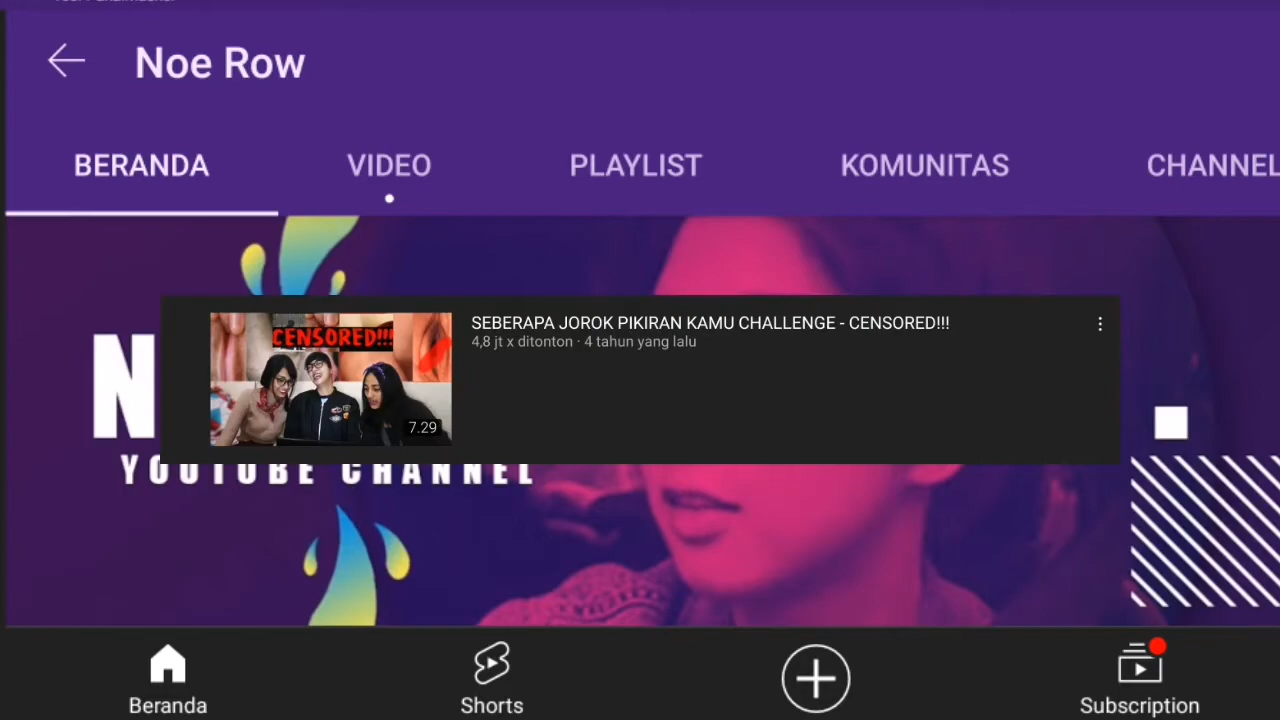 Noe Row
BERANDA VIDEO PLAYLIST KOMUNITAS CHANNEL
CENSORED!!!
7.29
SEBERAPA JOROK PIKIRAN KAMU CHALLENGE - CENSORED!!!
4,8 jt x ditonton · 4 tahun yang lalu
N
YOUTUBE CHANNEL
Beranda Shorts Subscription